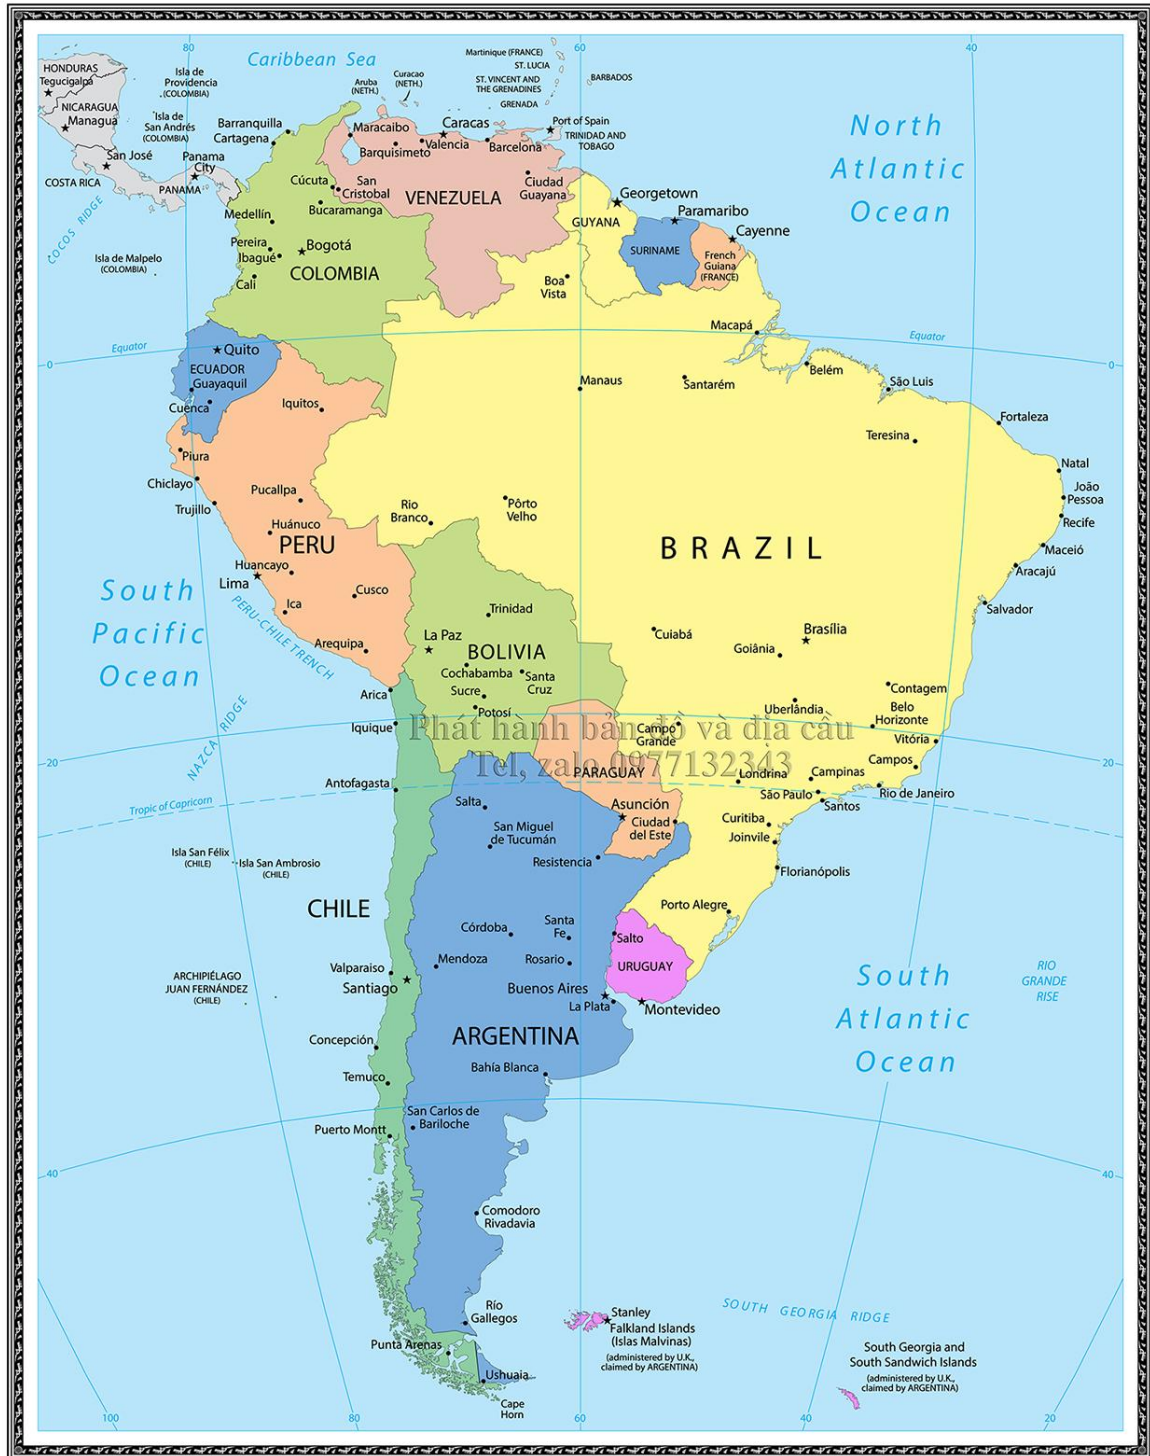 80
60
40
Caribbean Sea
HONDURAS
Tegucigalpa
NICARAGUA
Managua
San José
COSTA RICA
Panama
City
PANAMA
Isla de
Providencia
(COLOMBIA)
Isla de
San Andrés
(COLOMBIA)
COCOS RIDGE
Isla de Malpelo
(COLOMBIA)
Aruba
(NETH.)
Curacao
(NETH.)
Martinique (FRANCE)
ST. LUCIA
ST. VINCENT AND
THE GRENADINES
BARBADOS
GRENADA
Port of Spain
TRINIDAD AND
TOBAGO
North
Atlantic
Ocean
Barranquilla
Cartagena
Maracaibo
Caracas
Barquisimeto
Valencia
Barcelona
Cúcuta
San
Cristobal
VENEZUELA
Ciudad
Guayana
Bucaramanga
Medellín
Pereira
Ibagué
Bogotá
Cali
COLOMBIA
Georgetown
GUYANA
Paramaribo
SURINAME
Cayenne
French
Guiana
(FRANCE)
Boa
Vista
Macapá
Equator
Equator
0
0
Quito
ECUADOR
Guayaquil
Cuenca
Iquitos
Manaus
Santarém
Belém
São Luis
Fortaleza
Teresina
Natal
João
Pessoa
Recife
Maceió
Aracajú
Salvador
Piura
Chiclayo
Trujillo
Pucallpa
Huánuco
PERU
Huancayo
Lima
Ica
Cusco
Arequipa
Rio
Branco
Pôrto
Velho
BRAZIL
South
Pacific
Ocean
PERU-CHILE TRENCH
NAZCA RIDGE
Trinidad
La Paz
BOLIVIA
Cochabamba
Santa
Cruz
Sucre
Potosí
Cuiabá
Brasília
Goiânia
Contagem
Uberlândia
Belo
Horizonte
Vitória
Campos
Campo
Grande
Arica
Iquique
Phát hành bản đồ và địa cầu
Tel, zalo 0977132343
20
20
PARAGUAY
Londrina
Campinas
São Paulo
Santos
Rio de Janeiro
Antofagasta
Tropic of Capricorn
Asunción
Ciudad
del Este
Curitiba
Joinvile
Florianópolis
Salta
San Miguel
de Tucumán
Resistencia
Isla San Félix
(CHILE)
Isla San Ambrosio
(CHILE)
CHILE
Porto Alegre
Córdoba
Santa
Fe
Salto
URUGUAY
Mendoza
Rosario
Valparaiso
Santiago
Buenos Aires
La Plata
Montevideo
ARCHIPIÉLAGO
JUAN FERNÁNDEZ
(CHILE)
South
Atlantic
Ocean
RIO
GRANDE
RISE
ARGENTINA
Concepción
Bahía Blanca
Temuco
San Carlos de
Bariloche
Puerto Montt
40
40
Comodoro
Rivadavia
Río
Gallegos
Punta Arenas
Ushuaia
Cape
Horn
Stanley
Falkland Islands
(Islas Malvinas)
(administered by U.K.,
claimed by ARGENTINA)
SOUTH GEORGIA RIDGE
South Georgia and
South Sandwich Islands
(administered by U.K.,
claimed by ARGENTINA)
100
80
60
40
20